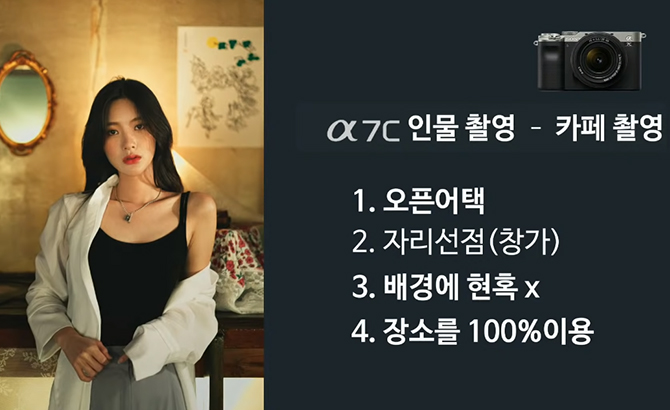 α7C 인물 촬영 - 카페 촬영
1. 오픈어택
2. 자리선점(창가)
3. 배경에 현혹 x
4. 장소를 100%이용